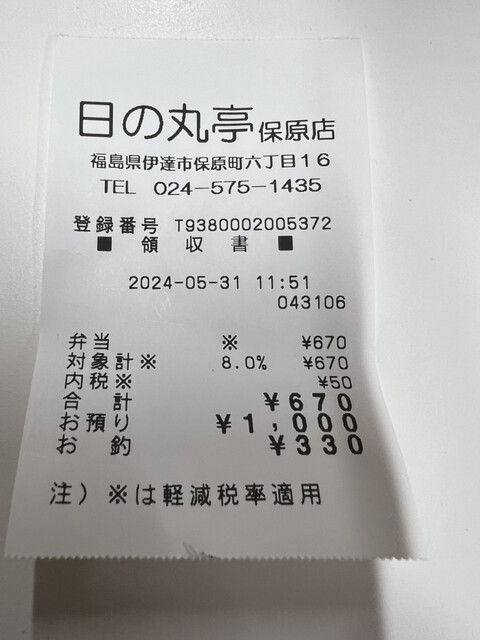 日の丸亭 保原店
福島県伊達市保原町六丁目16
TEL 024-575-1435
登録番号 T9380002005372
■ 領 収 書 ■
2024-05-31 11:51
043106
弁当 ※ ¥670
対象計※ 8.0% ¥670
内税※ ¥50
合 計 ¥670
お預り ¥1,000
お 釣 ¥330
注) ※は軽減税率適用